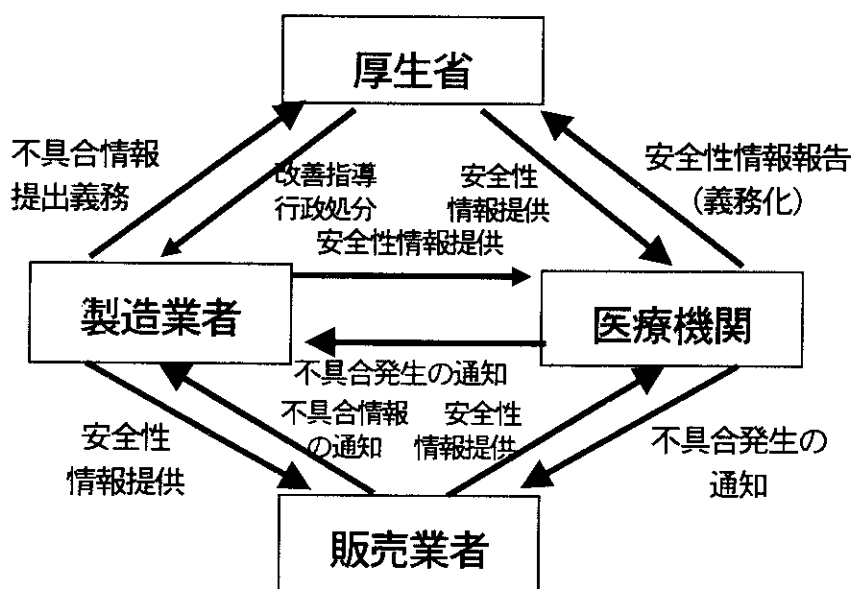 厚生省
不具合情報
提出義務
改善指導
行政処分
安全性
情報提供
安全性情報報告
（義務化）
安全性情報提供
製造業者
医療機関
不具合発生の通知
不具合情報
の通知
安全性
情報提供
安全性
情報提供
不具合発生の
通知
販売業者